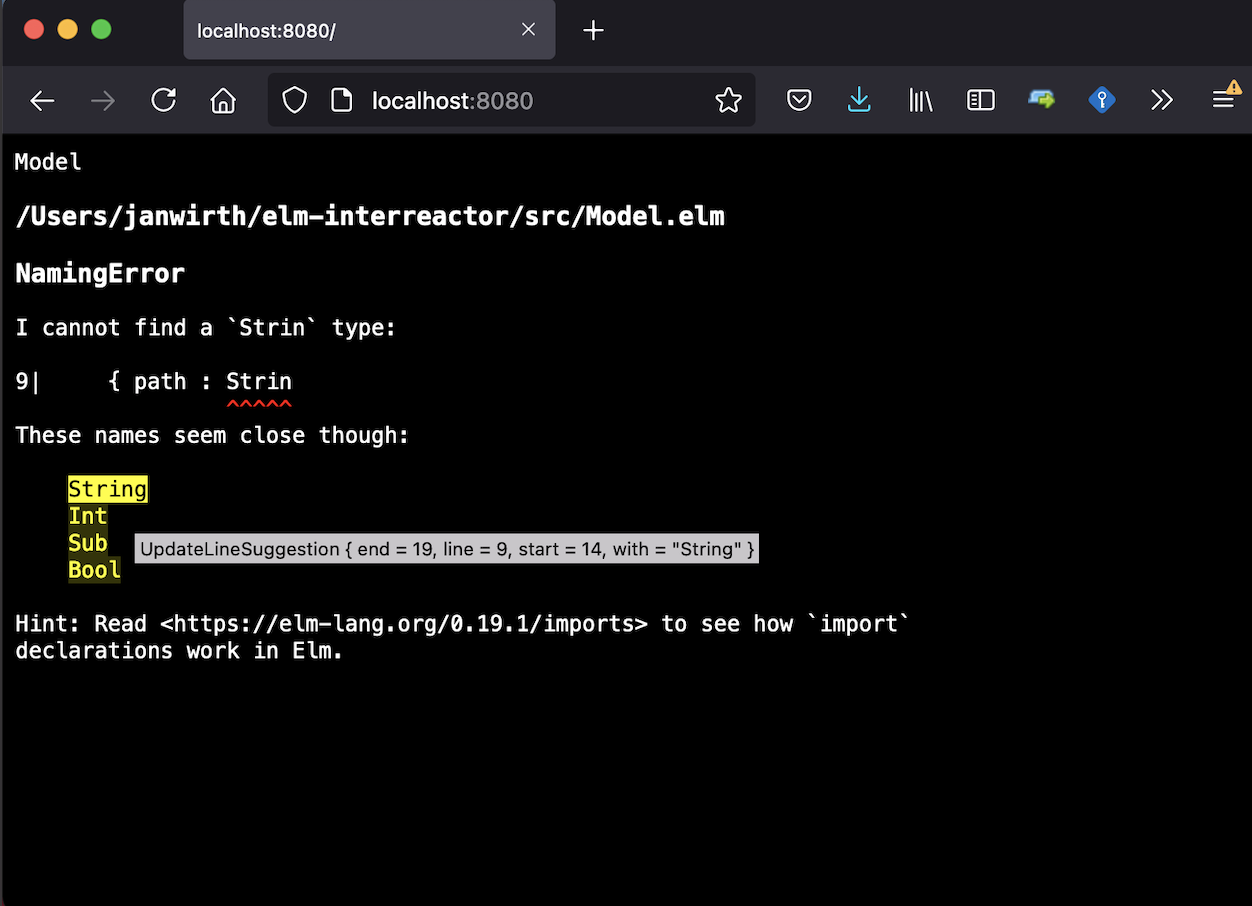 localhost:8080/
localhost:8080
Model
/Users/janwirth/elm-interreactor/src/Model.elm
NamingError
I cannot find a `Strin` type:
9|     { path : Strin
^^^^^
These names seem close though:
String
Int
Sub
Bool
UpdateLineSuggestion { end = 19, line = 9, start = 14, with = "String" }
Hint: Read <https://elm-lang.org/0.19.1/imports> to see how `import`
declarations work in Elm.